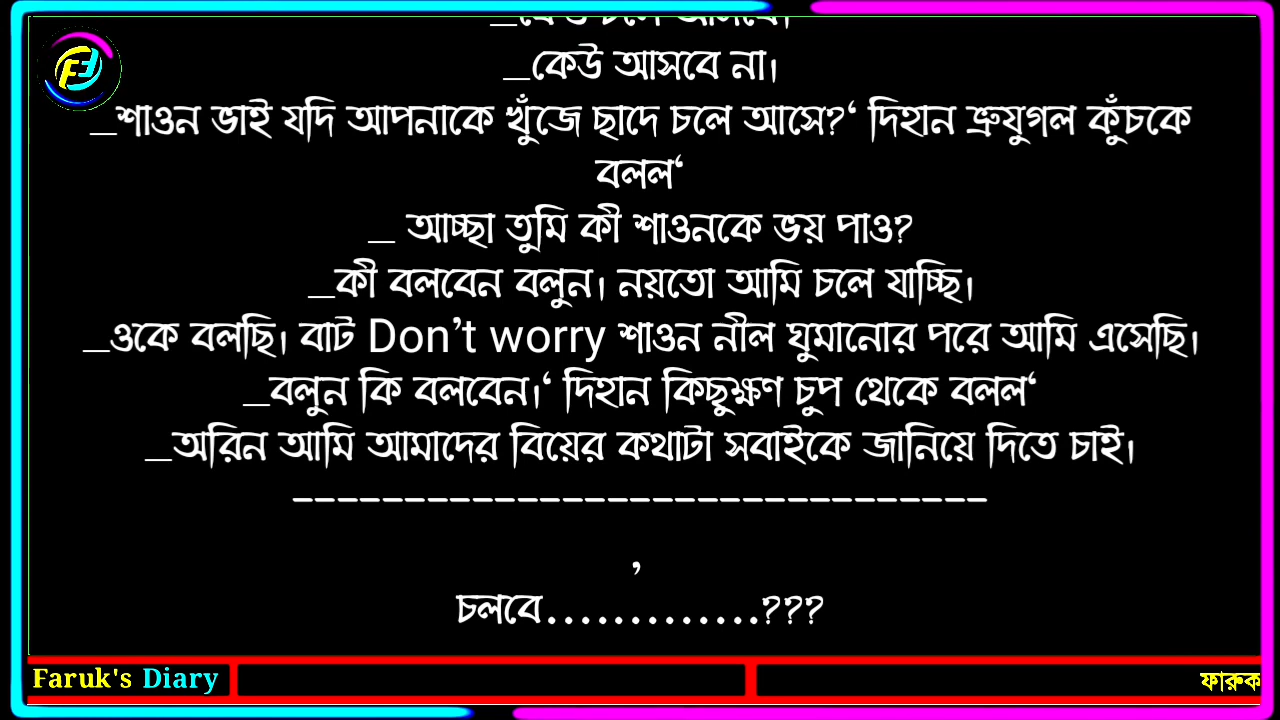 _কেউ আসবে না।
_শাওন ভাই যদি আপনাকে খুঁজে ছাদে চলে আসে?‘ দিহান ভ্রুযুগল কুঁচকে
বলল‘
_ আচ্ছা তুমি কী শাওনকে ভয় পাও?
_কী বলবেন বলুন। নয়তো আমি চলে যাচ্ছি।
_ওকে বলছি। বাট Don’t worry শাওন নীল ঘুমানোর পরে আমি এসেছি।
_বলুন কি বলবেন।‘ দিহান কিছুক্ষণ চুপ থেকে বলল‘
_অরিন আমি আমাদের বিয়ের কথাটা সবাইকে জানিয়ে দিতে চাই।
-------------------------------
,
চলবে.............???
Faruk's Diary
ফারুক